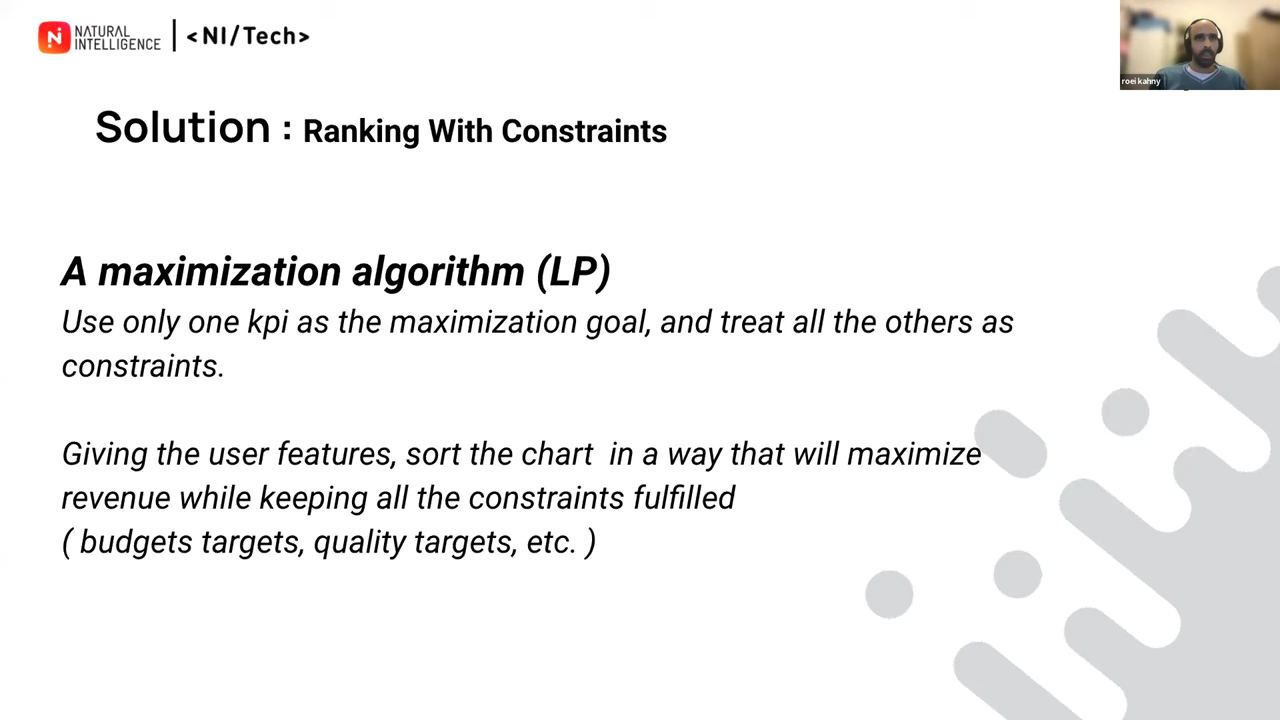 NATURAL
INTELLIGENCE
<NI/Tech>
roei kahny
Solution : Ranking With Constraints
A maximization algorithm (LP)
Use only one kpi as the maximization goal, and treat all the others as
constraints.
Giving the user features, sort the chart  in a way that will maximize
revenue while keeping all the constraints fulfilled
( budgets targets, quality targets, etc. )